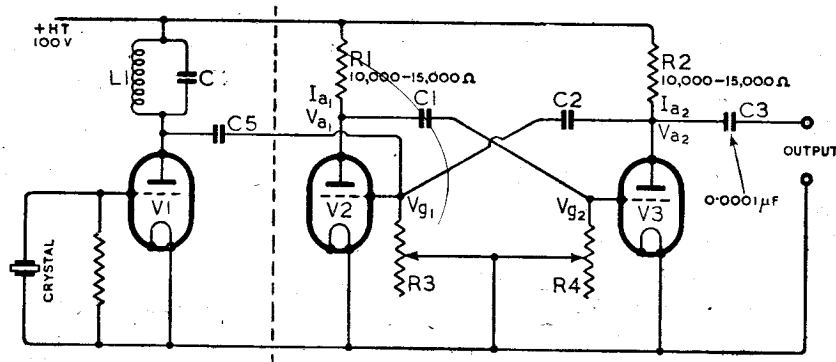 +HT
100V
L1
C
R1
10,000–15,000Ω
Ia1
Va1
C1
C2
R2
10,000–15,000Ω
Ia2
Va2
C3
C5
OUTPUT
0·0001μF
V1
V2
Vg1
Vg2
V3
CRYSTAL
R3
R4